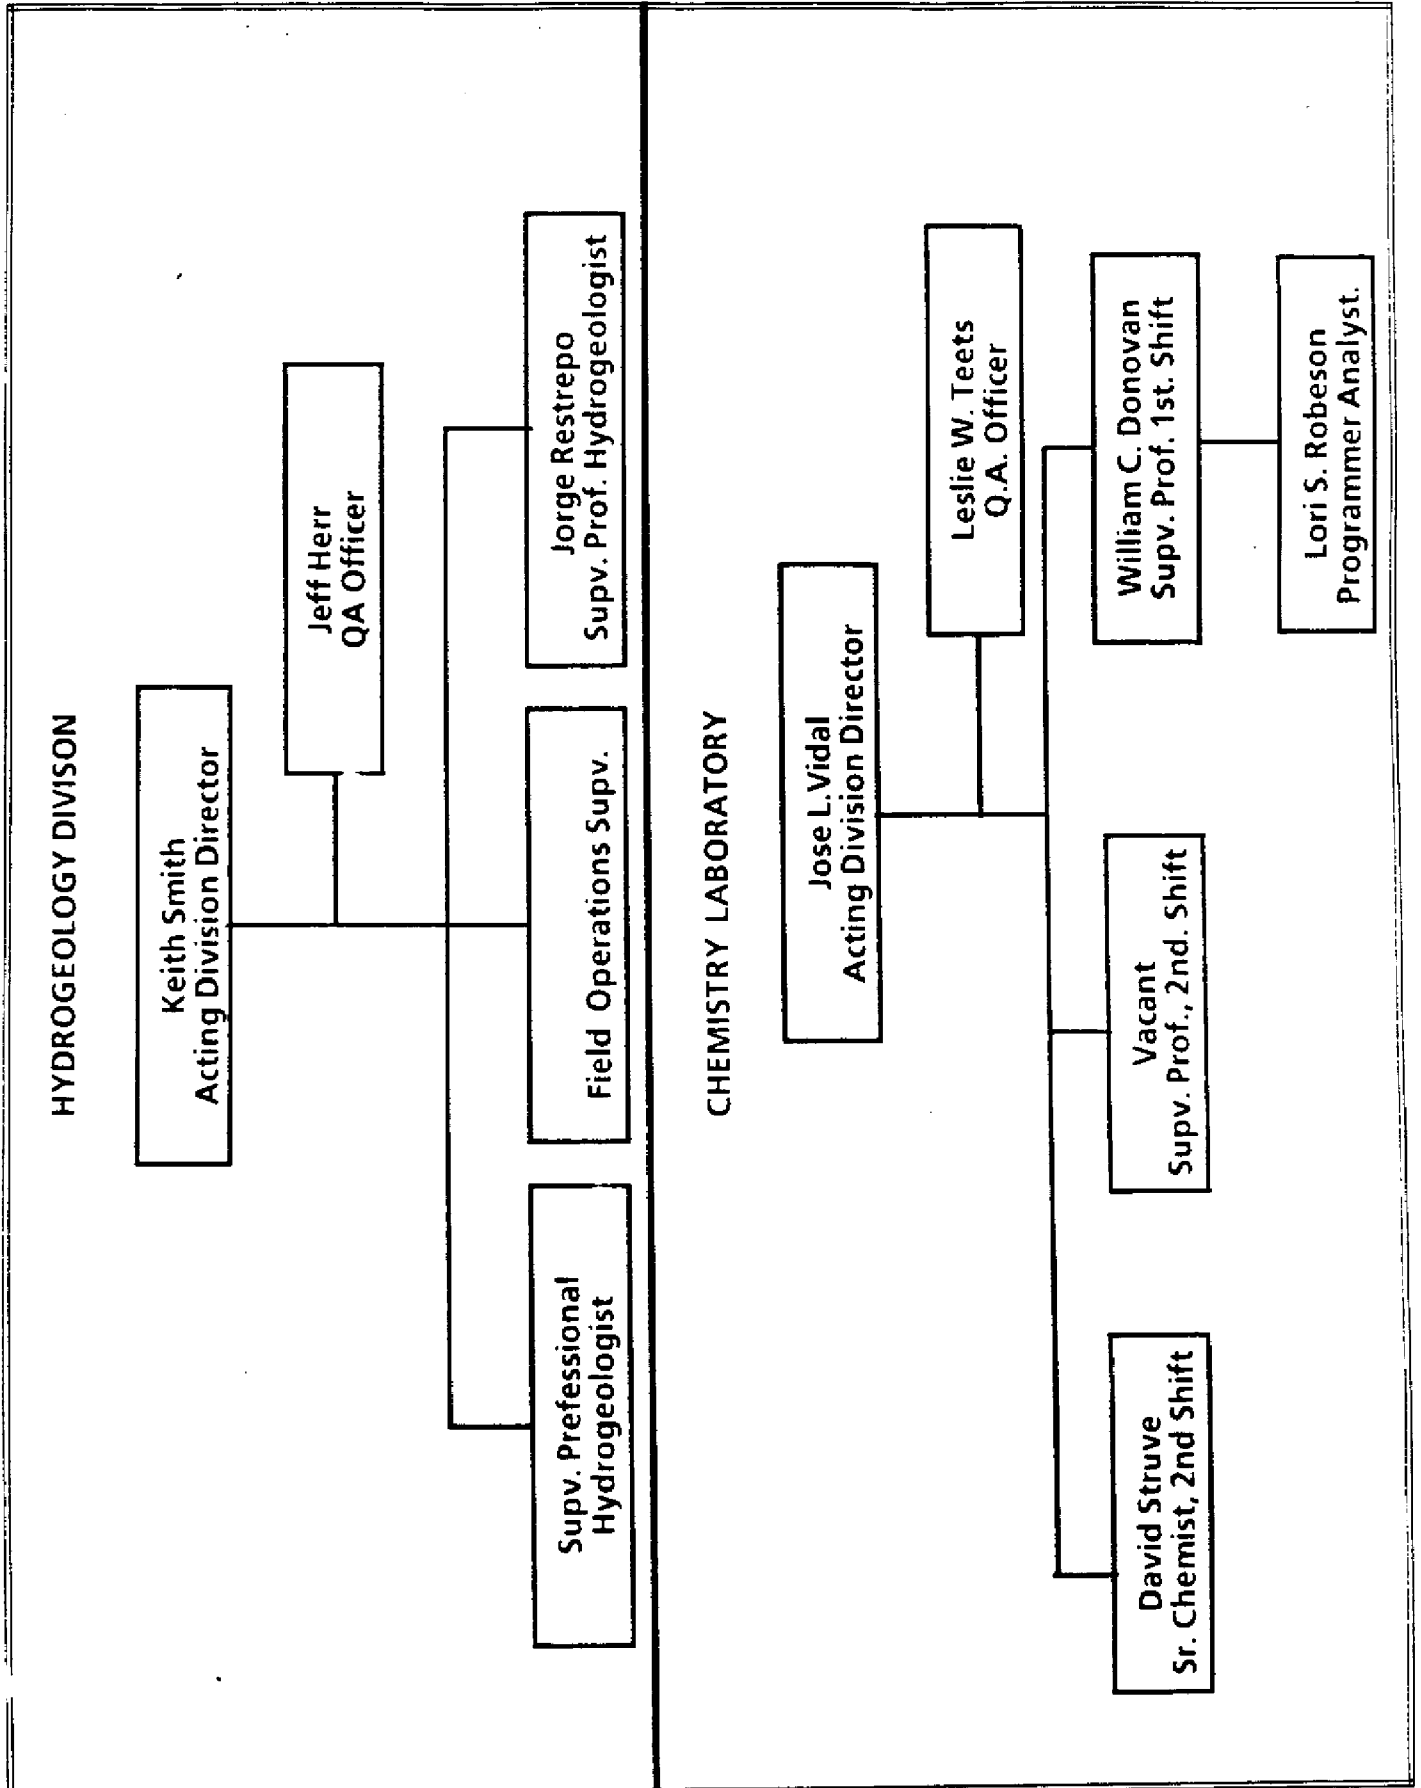 HYDROGEOLOGY DIVISON
Keith Smith
Acting Division Director
Jeff Herr
QA Officer
Supv. Prefessional
Hydrogeologist
Field Operations Supv.
Jorge Restrepo
Supv. Prof. Hydrogeologist
CHEMISTRY LABORATORY
Jose L. Vidal
Acting Division Director
Leslie W. Teets
Q.A. Officer
David Struve
Sr. Chemist, 2nd Shift
Vacant
Supv. Prof., 2nd. Shift
William C. Donovan
Supv. Prof. 1st. Shift
Lori S. Robeson
Programmer Analyst.